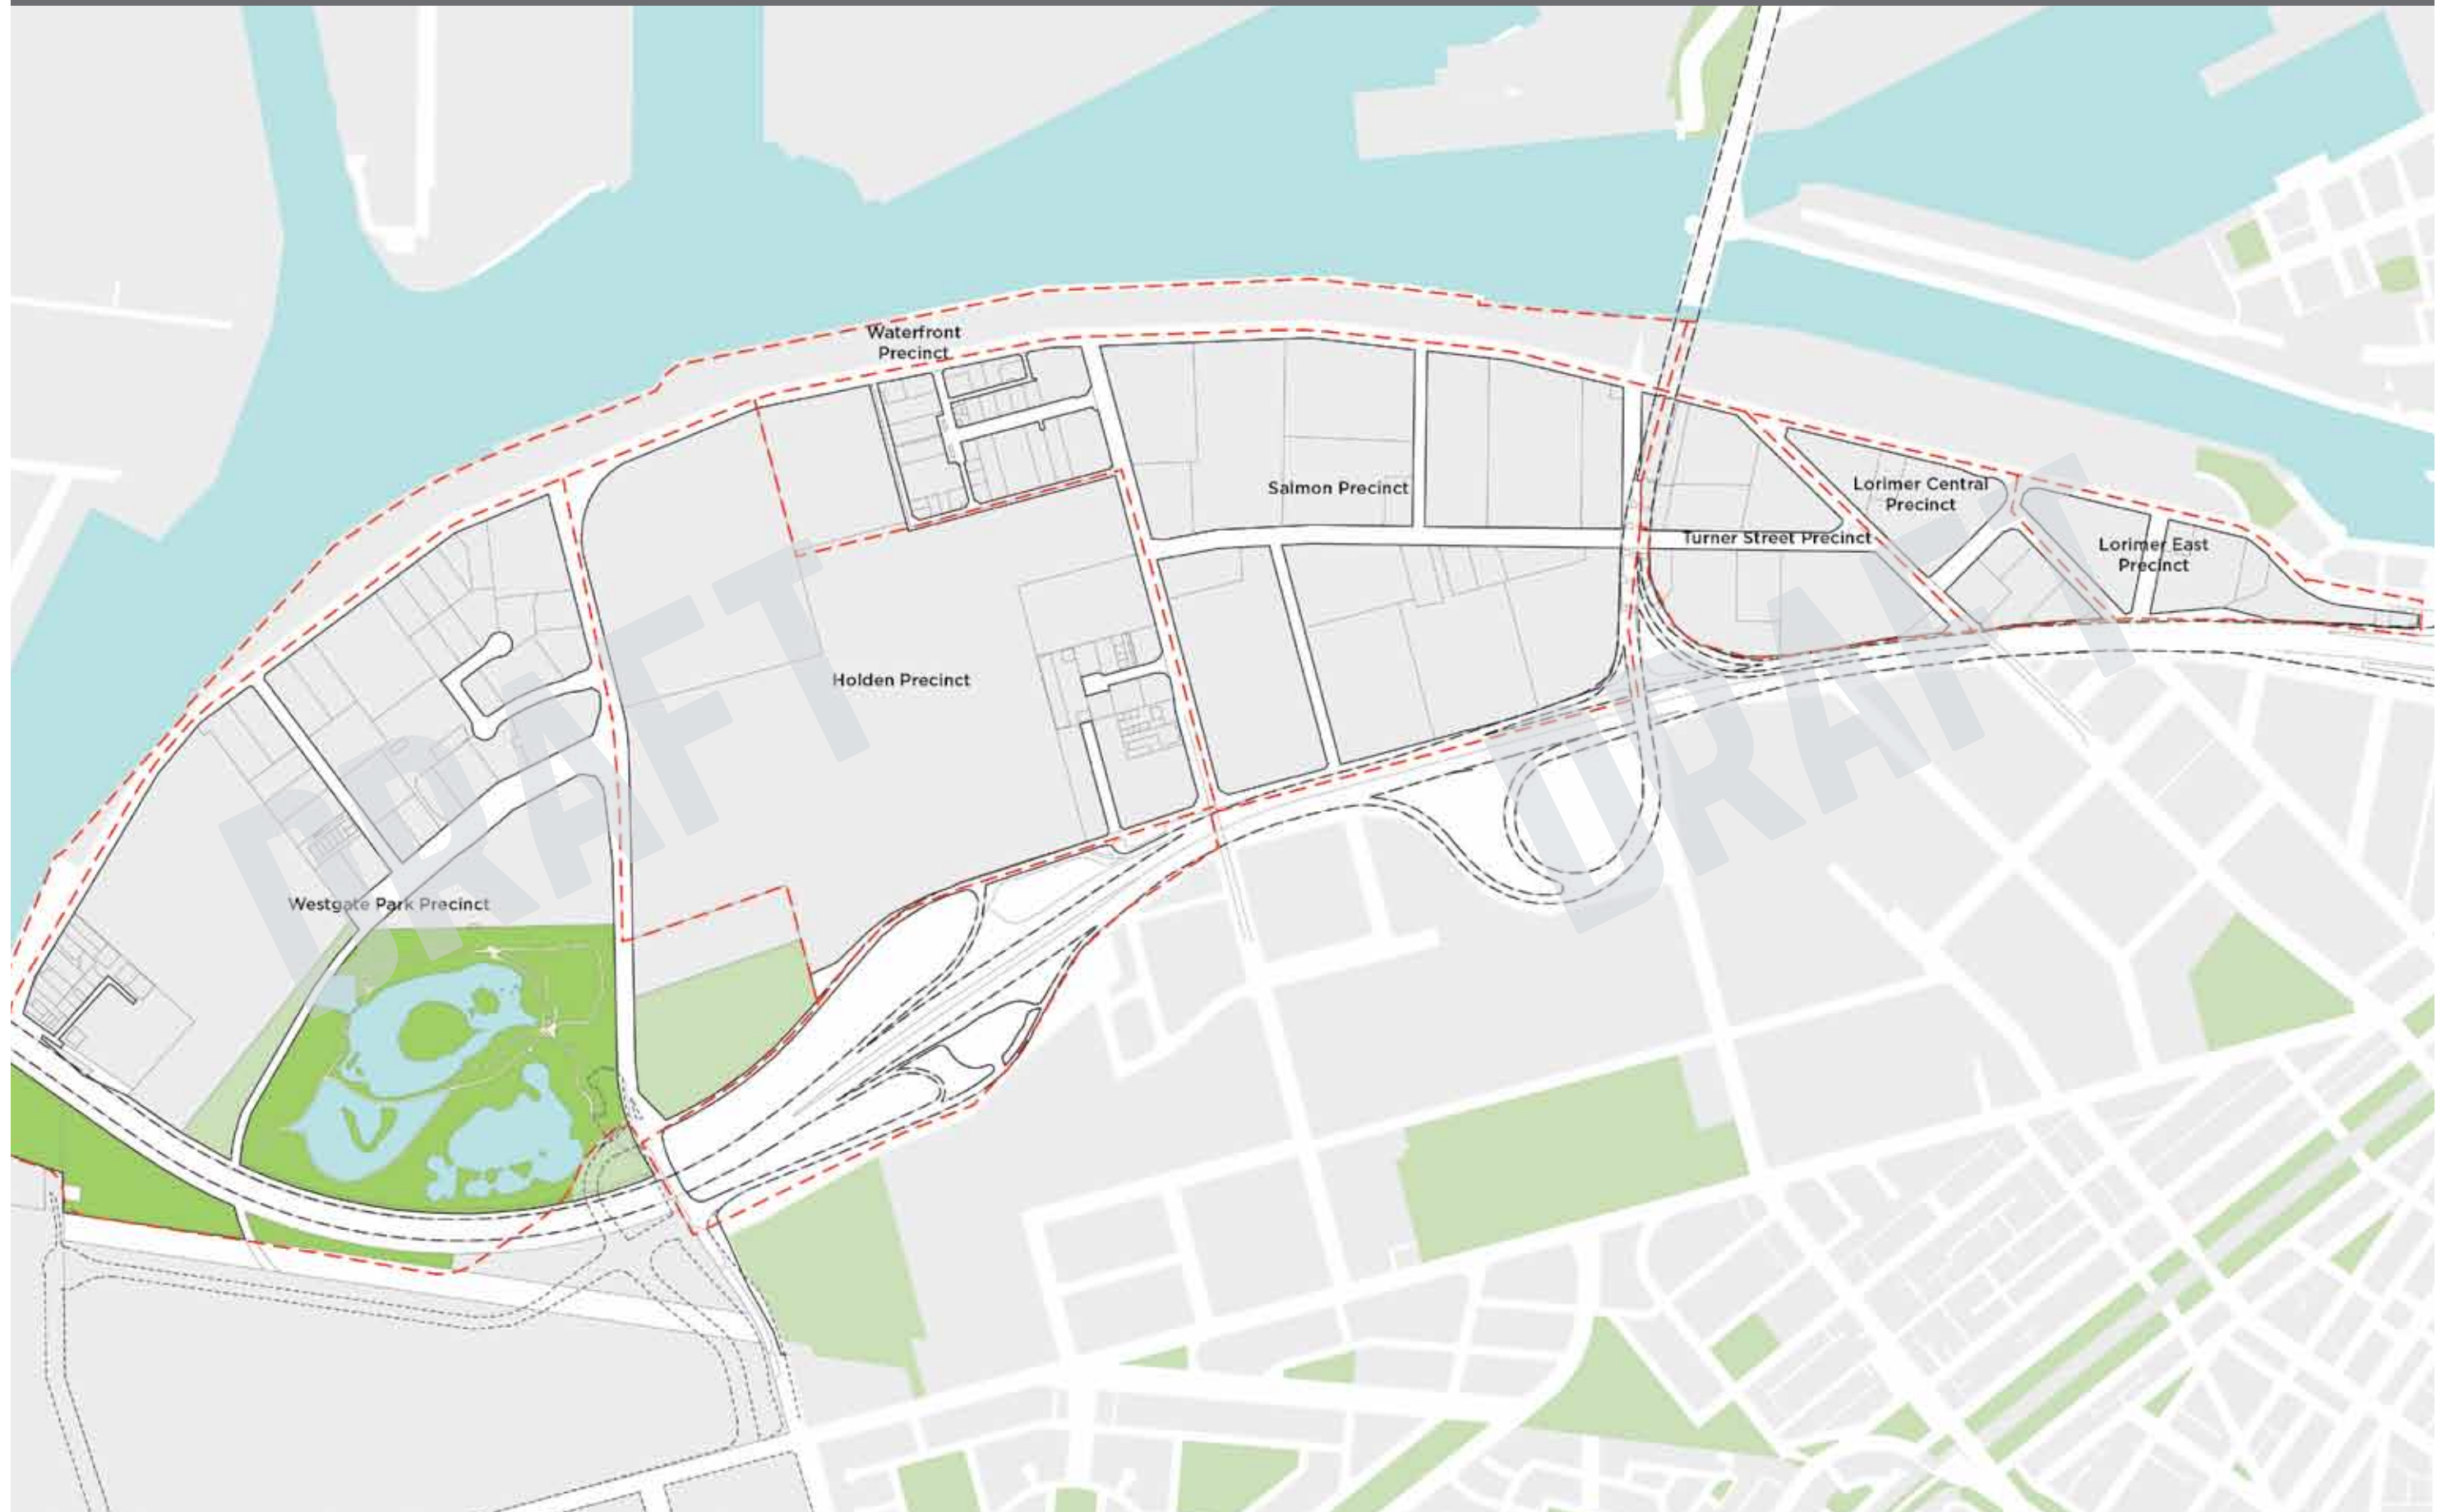 Waterfront
Precinct
Salmon Precinct
Lorimer Central
Precinct
Turner Street Precinct
Lorimer East
Precinct
Holden Precinct
Westgate Park Precinct
DRAFT
DRAFT